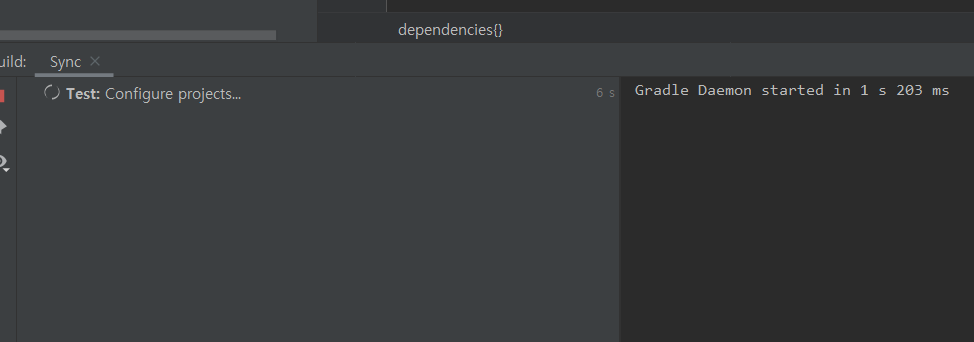 dependencies{}
uild: Sync
Test: Configure projects... 6 s
Gradle Daemon started in 1 s 203 ms